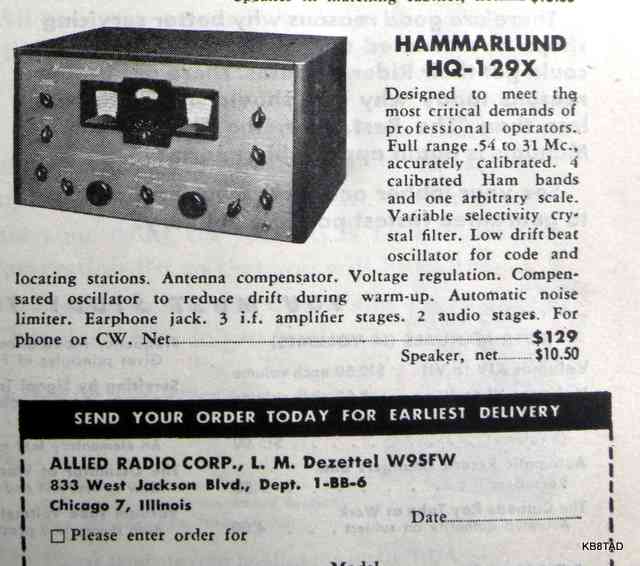 HAMMARLUND
HQ-129X
Designed to meet the
most critical demands of
professional operators.
Full range .54 to 31 Mc.,
accurately calibrated. 4
calibrated Ham bands
and one arbitrary scale.
Variable selectivity cry-
stal filter. Low drift beat
oscillator for code and
locating stations. Antenna compensator. Voltage regulation. Compen-
sated oscillator to reduce drift during warm-up. Automatic noise
limiter. Earphone jack. 3 i.f. amplifier stages. 2 audio stages. For
phone or CW. Net $129
Speaker, net $10.50
SEND YOUR ORDER TODAY FOR EARLIEST DELIVERY
ALLIED RADIO CORP., L. M. Dezettel W9SFW
833 West Jackson Blvd., Dept. 1-BB-6
Chicago 7, Illinois
Date
Please enter order for
Model
KB8TAD